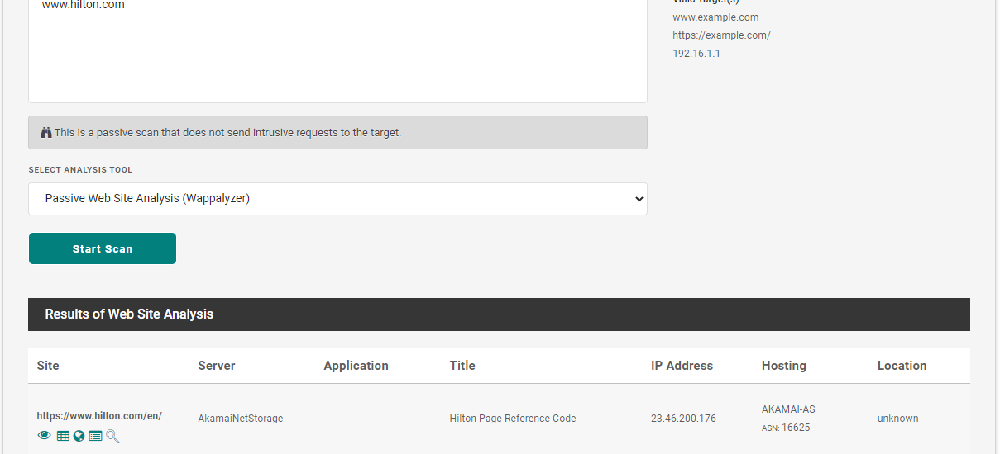 www.hilton.com
Valid Target(s)
www.example.com
https://example.com/
192.16.1.1
This is a passive scan that does not send intrusive requests to the target.
SELECT ANALYSIS TOOL
Passive Web Site Analysis (Wappalyzer)
Start Scan
Results of Web Site Analysis
Site Server Application Title IP Address Hosting Location
https://www.hilton.com/en/ AkamaiNetStorage Hilton Page Reference Code 23.46.200.176 AKAMAI-AS unknown
ASN: 16625